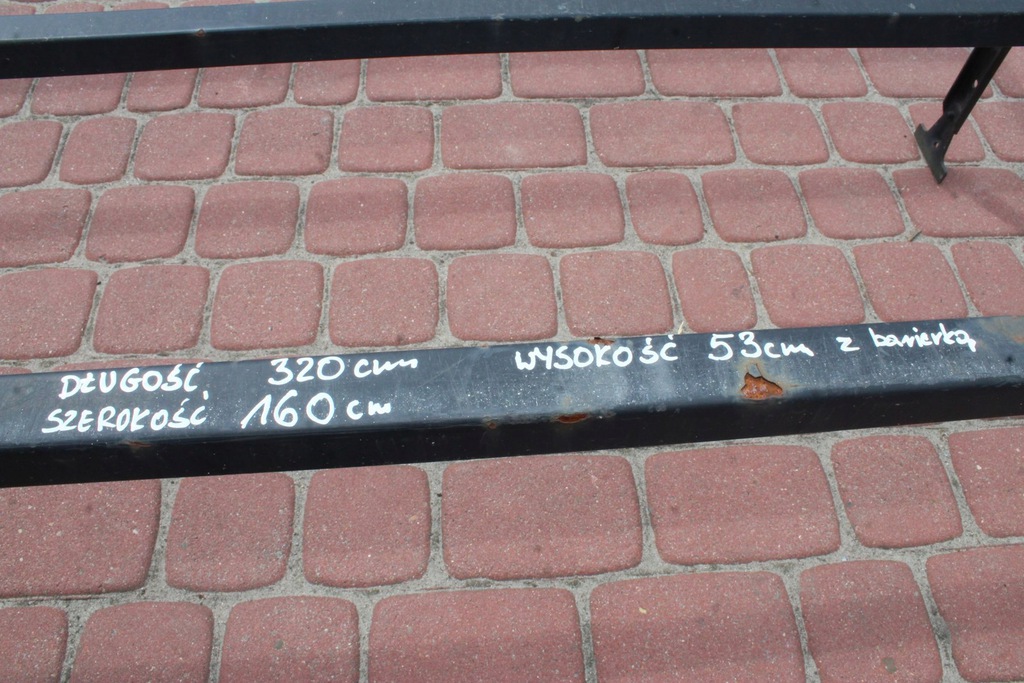 DŁUGOŚĆ 320 cm WYSOKOŚĆ 53cm z barierką
SZEROKOŚĆ 160 cm